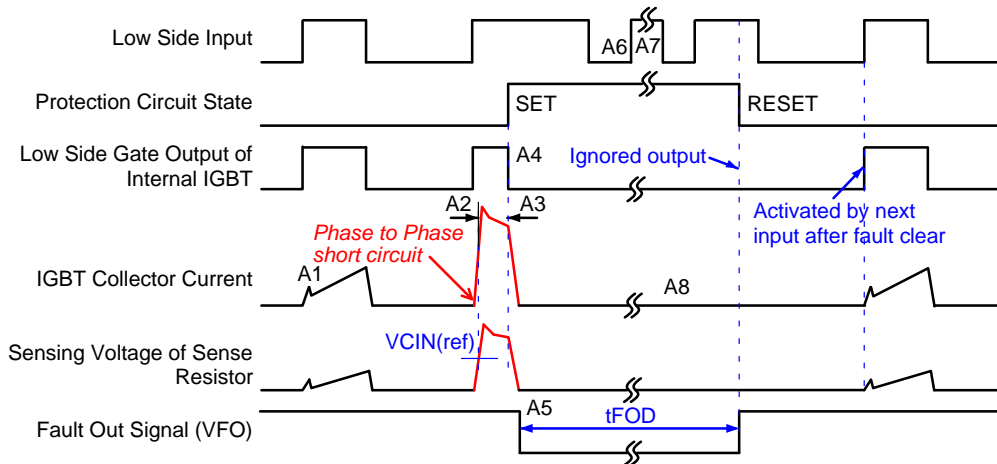 Low Side Input
A6
A7
Protection Circuit State
SET
RESET
Low Side Gate Output of
Internal IGBT
A4
Ignored output
A2
A3
Activated by next
input after fault clear
Phase to Phase
short circuit
IGBT Collector Current
A1
A8
VCIN(ref)
Sensing Voltage of Sense
Resistor
A5
tFOD
Fault Out Signal (VFO)